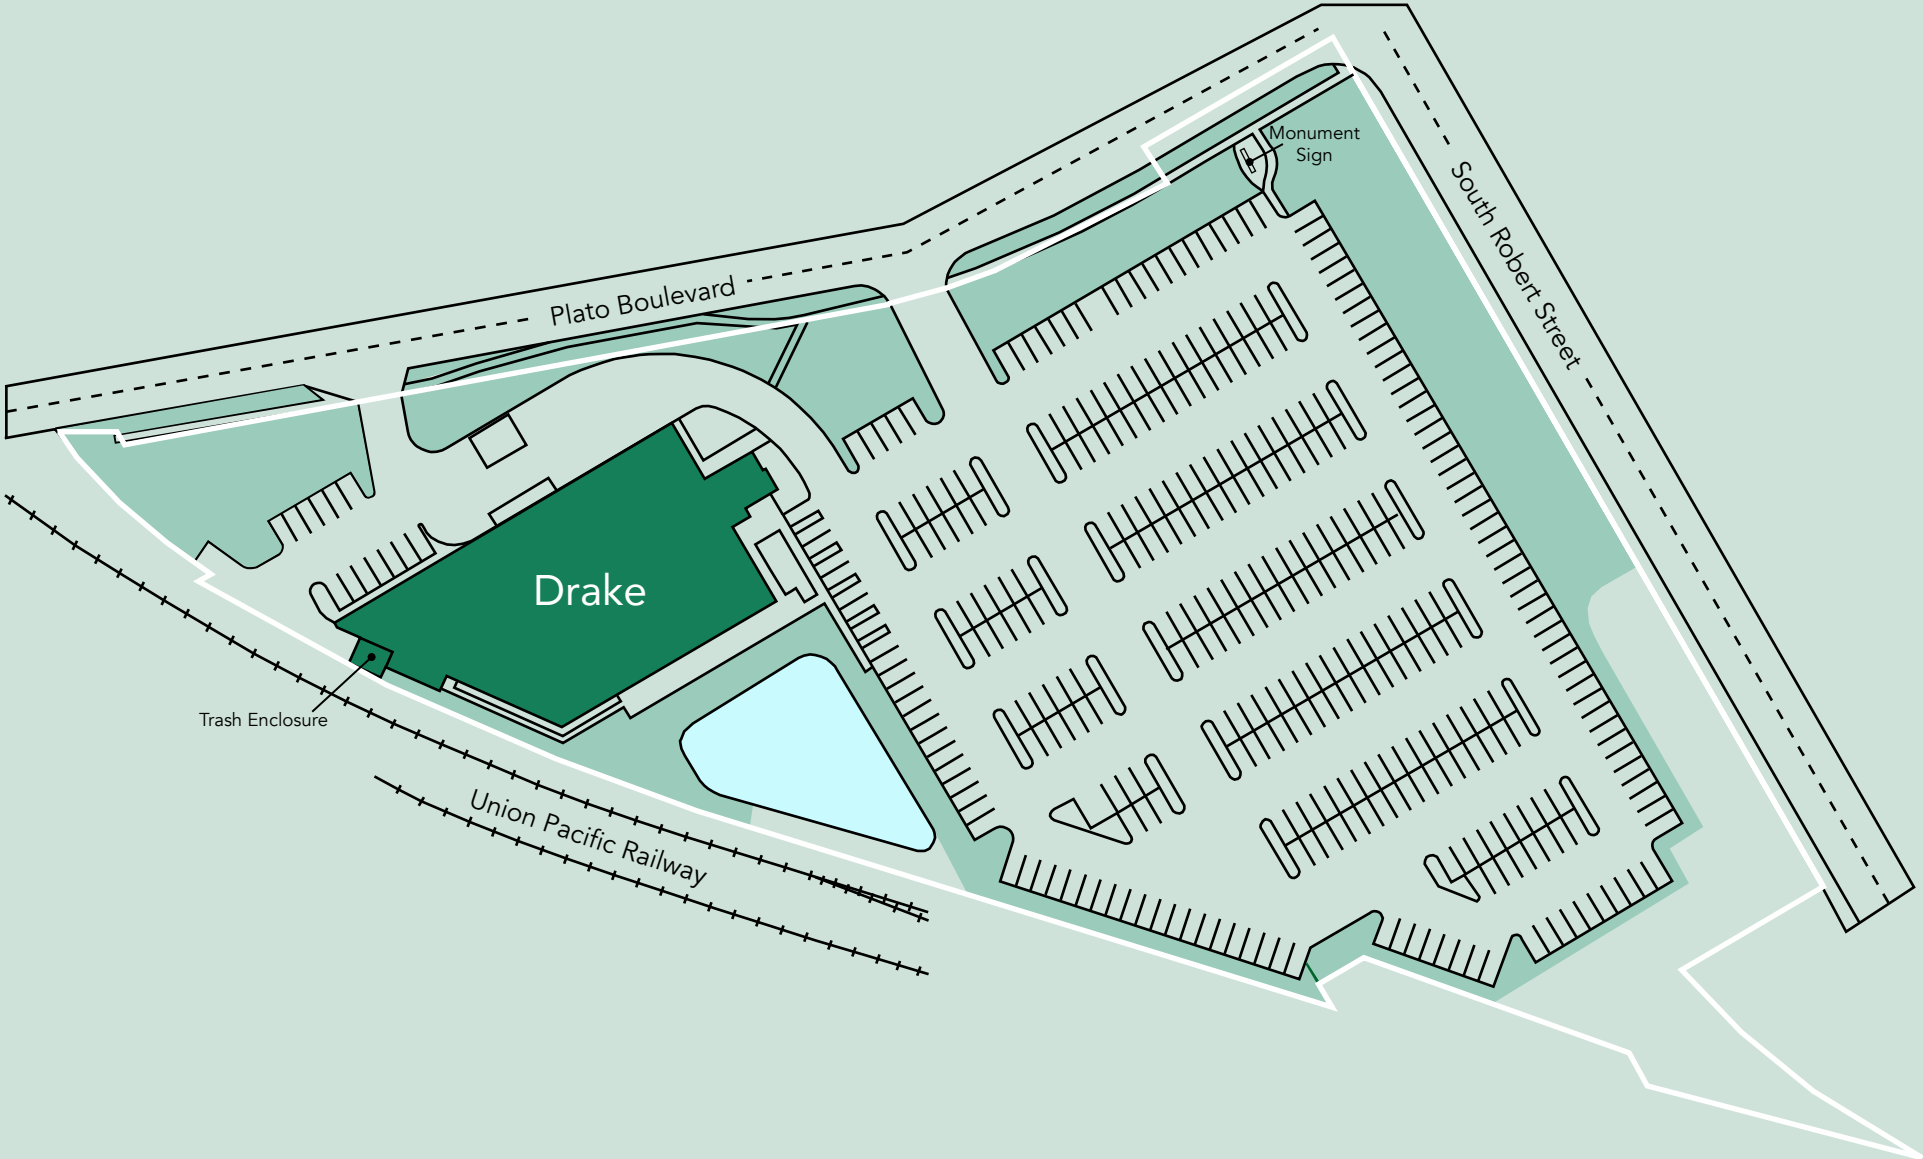 Monument
Sign
South Robert Street
Plato Boulevard
Drake
Trash Enclosure
Union Pacific Railway